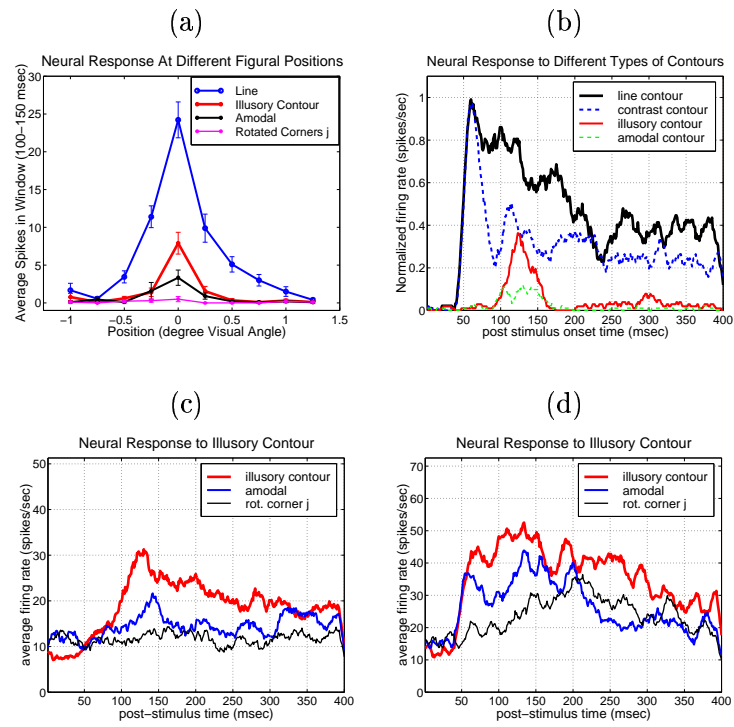 (a)
Neural Response At Different Figural Positions
Average Spikes in Window (100–150 msec)
30
25
20
15
10
5
0
Line
Illusory Contour
Amodal
Rotated Corners j
−1 −0.5 0 0.5 1 1.5
Position (degree Visual Angle)
(b)
Neural Response to Different Types of Contours
Normalized firing rate (spikes/sec)
1
0.8
0.6
0.4
0.2
0
line contour
contrast contour
illusory contour
amodal contour
50 100 150 200 250 300 350 400
post stimulus onset time (msec)
(c)
Neural Response to Illusory Contour
average firing rate (spikes/sec)
50
40
30
20
10
0
illusory contour
amodal
rot. corner j
50 100 150 200 250 300 350 400
post−stimulus time (msec)
(d)
Neural Response to Illusory Contour
average firing rate (spikes/sec)
70
60
50
40
30
20
10
0
illusory contour
amodal
rot. corner j
50 100 150 200 250 300 350 400
post−stimulus time (msec)